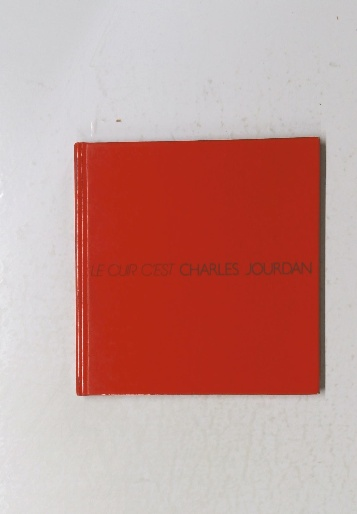 LE CUIR C'EST CHARLES JOURDAN